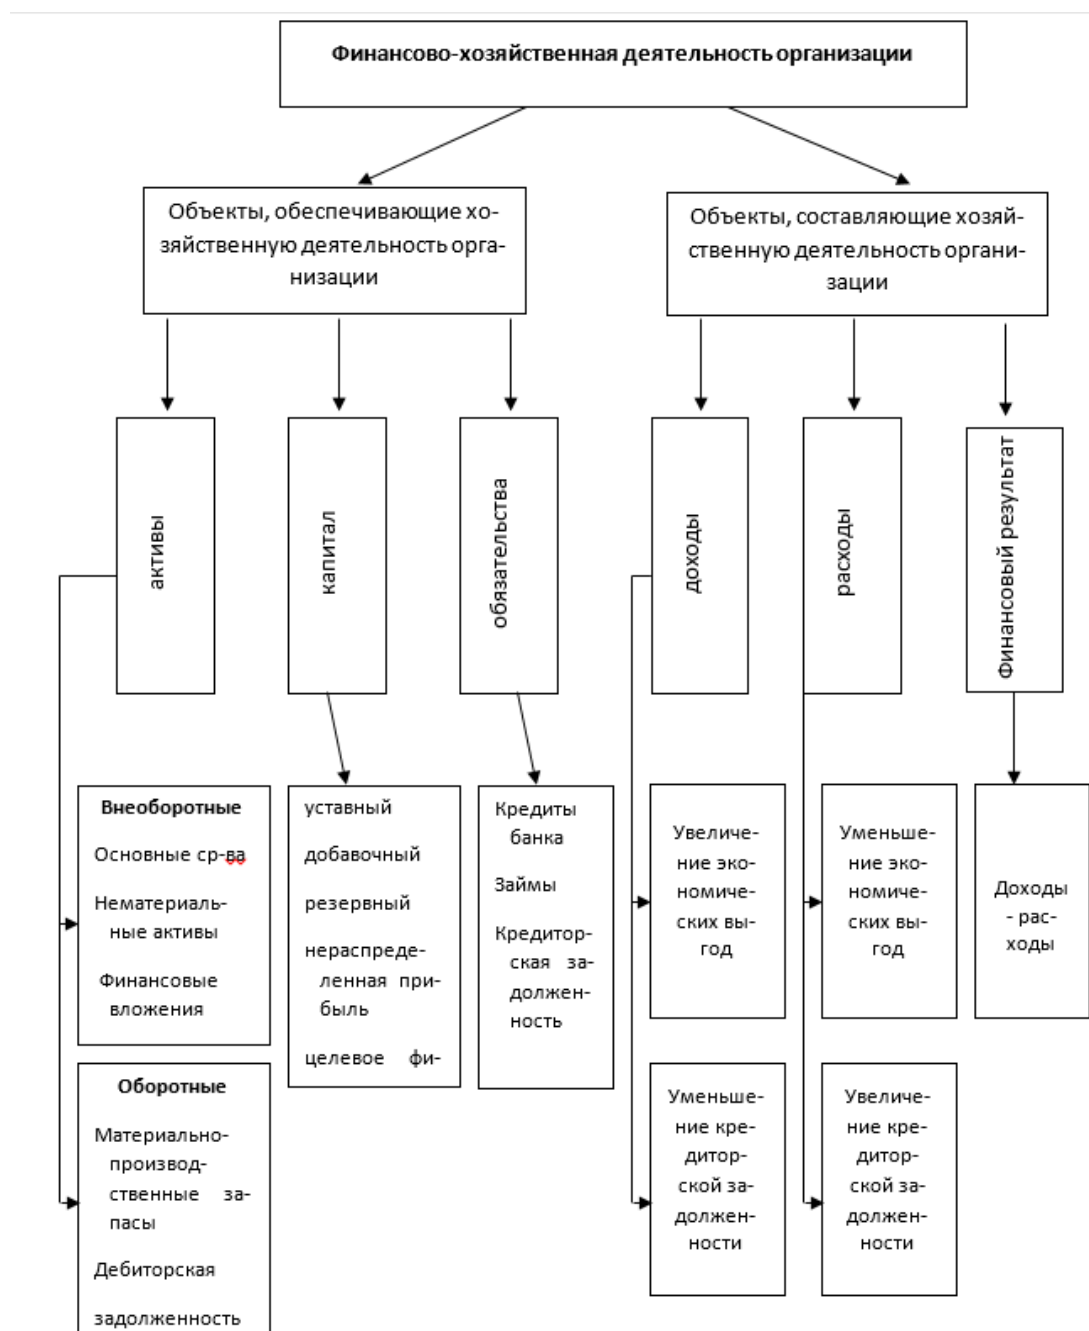 Финансово-хозяйственная деятельность организации
Объекты, обеспечивающие хо-
зяйственную деятельность орга-
низации
Объекты, составляющие хозяй-
ственную деятельность органи-
зации
активы
капитал
обязательства
доходы
расходы
Финансовый результат
Внеоборотные
Основные ср-ва
Нематериаль-
ные активы
Финансовые
вложения
уставный
добавочный
резервный
нераспреде-
ленная при-
быль
целевое фи-
Кредиты
банка
Займы
Кредитор-
ская за-
должен-
ность
Увеличе-
ние эко-
номиче-
ских вы-
год
Уменьше-
ние эко-
номиче-
ских вы-
год
Доходы
- рас-
ходы
Оборотные
Материально-
производ-
ственные за-
пасы
Дебиторская
задолженность
Уменьше-
ние кре-
дитор-
ской за-
должен-
ности
Увеличе-
ние кре-
дитор-
ской за-
должен-
ности